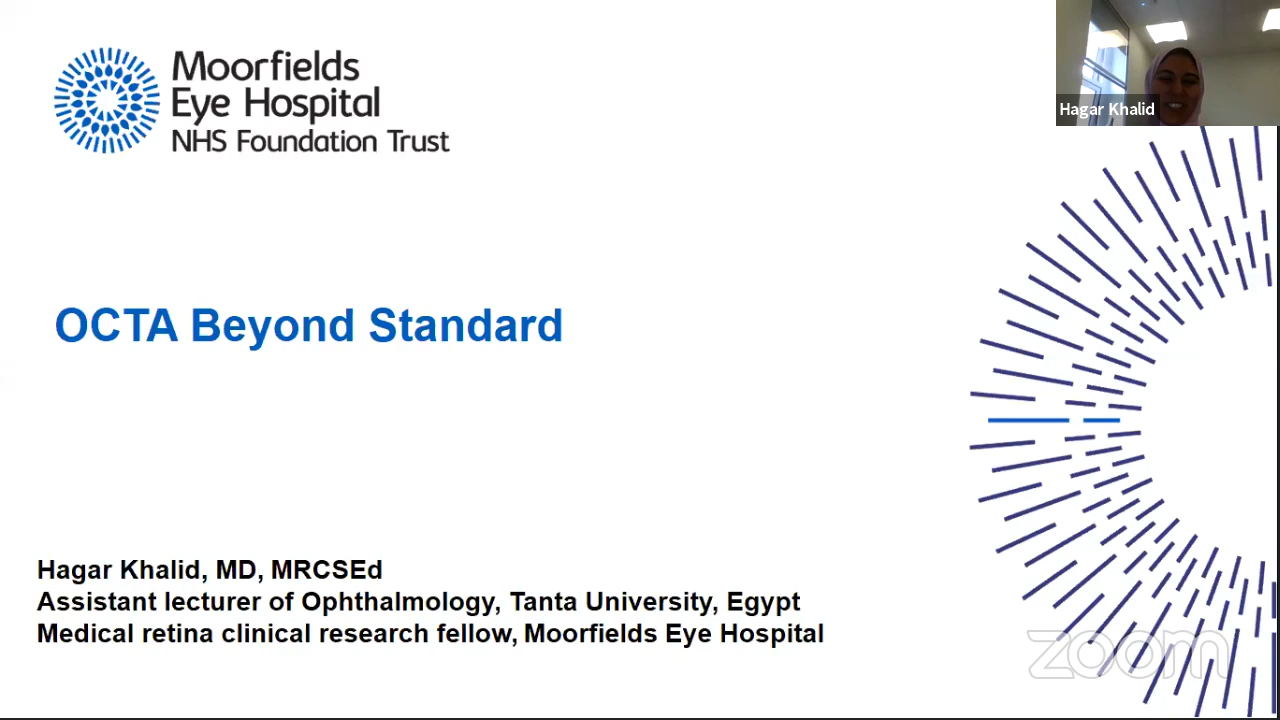 Moorfields
Eye Hospital
NHS Foundation Trust
Hagar Khalid
OCTA Beyond Standard
Hagar Khalid, MD, MRCSEd
Assistant lecturer of Ophthalmology, Tanta University, Egypt
Medical retina clinical research fellow, Moorfields Eye Hospital
zoom